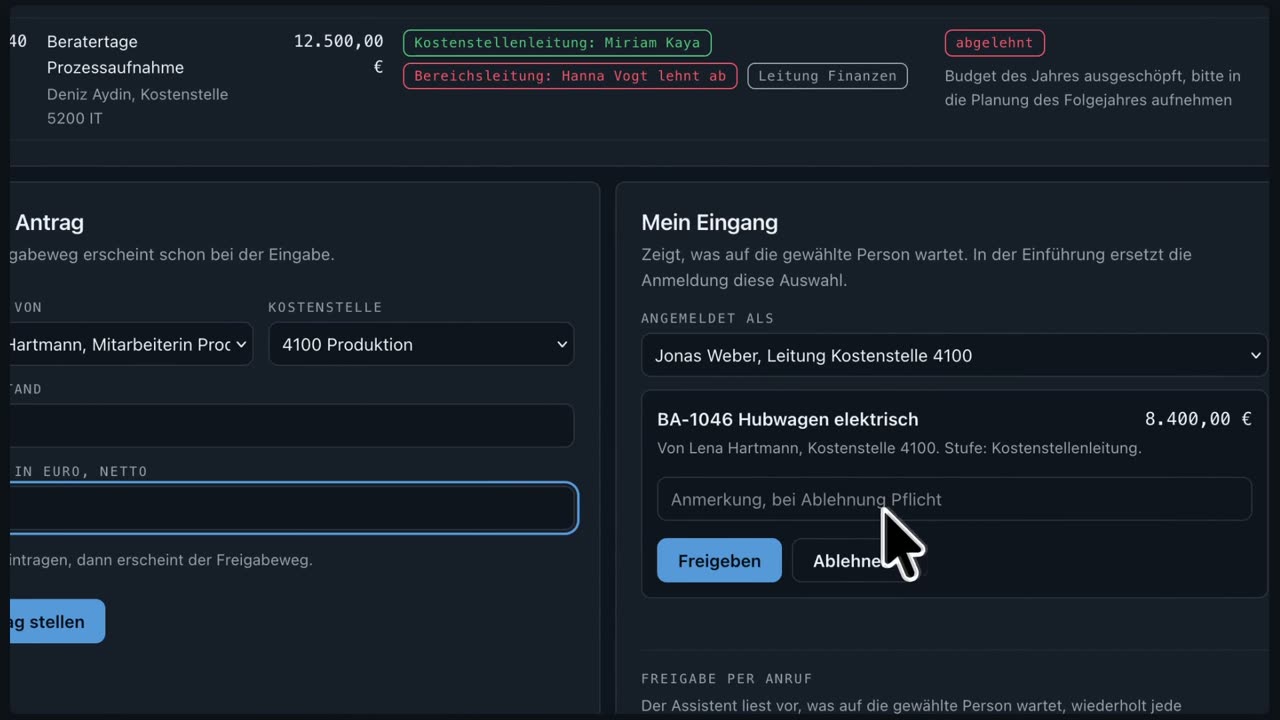 40 Beratertage Prozessaufnahme
Deniz Aydin, Kostenstelle 5200 IT
12.500,00 €
Kostenstellenleitung: Miriam Kaya
Bereichsleitung: Hanna Vogt lehnt ab
Leitung Finanzen
abgelehnt
Budget des Jahres ausgeschöpft, bitte in
die Planung des Folgejahres aufnehmen
Antrag
gabeweg erscheint schon bei der Eingabe.
VON
Hartmann, Mitarbeiterin Proc
KOSTENSTELLE
4100 Produktion
TAND
IN EURO, NETTO
intragen, dann erscheint der Freigabeweg.
ag stellen
Mein Eingang
Zeigt, was auf die gewählte Person wartet. In der Einführung ersetzt die
Anmeldung diese Auswahl.
ANGEMELDET ALS
Jonas Weber, Leitung Kostenstelle 4100
BA-1046 Hubwagen elektrisch
8.400,00 €
Von Lena Hartmann, Kostenstelle 4100. Stufe: Kostenstellenleitung.
Anmerkung, bei Ablehnung Pflicht
Freigeben
Ablehne
FREIGABE PER ANRUF
Der Assistent liest vor, was auf die gewählte Person wartet, wiederholt jede